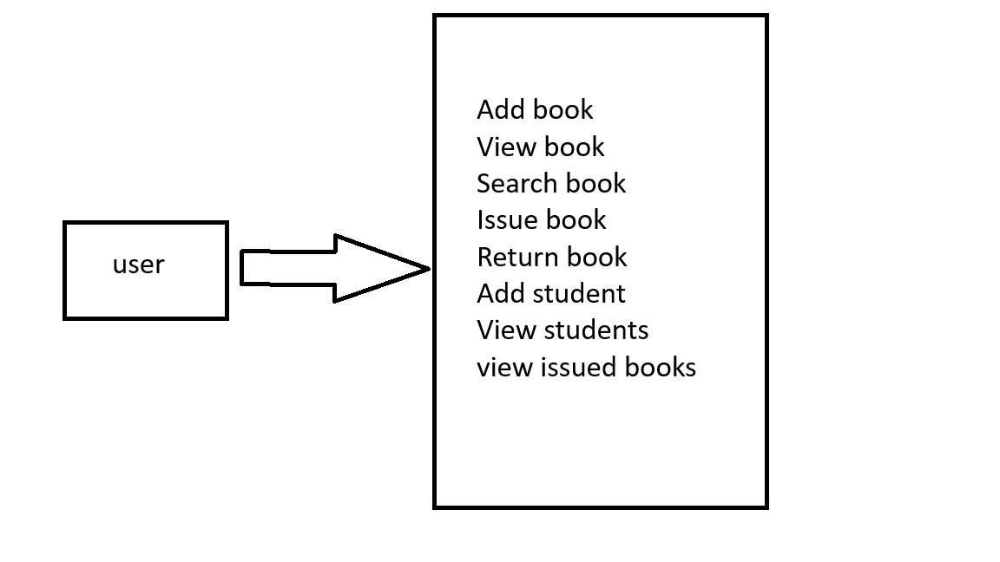 user
Add book
View book
Search book
Issue book
Return book
Add student
View students
view issued books